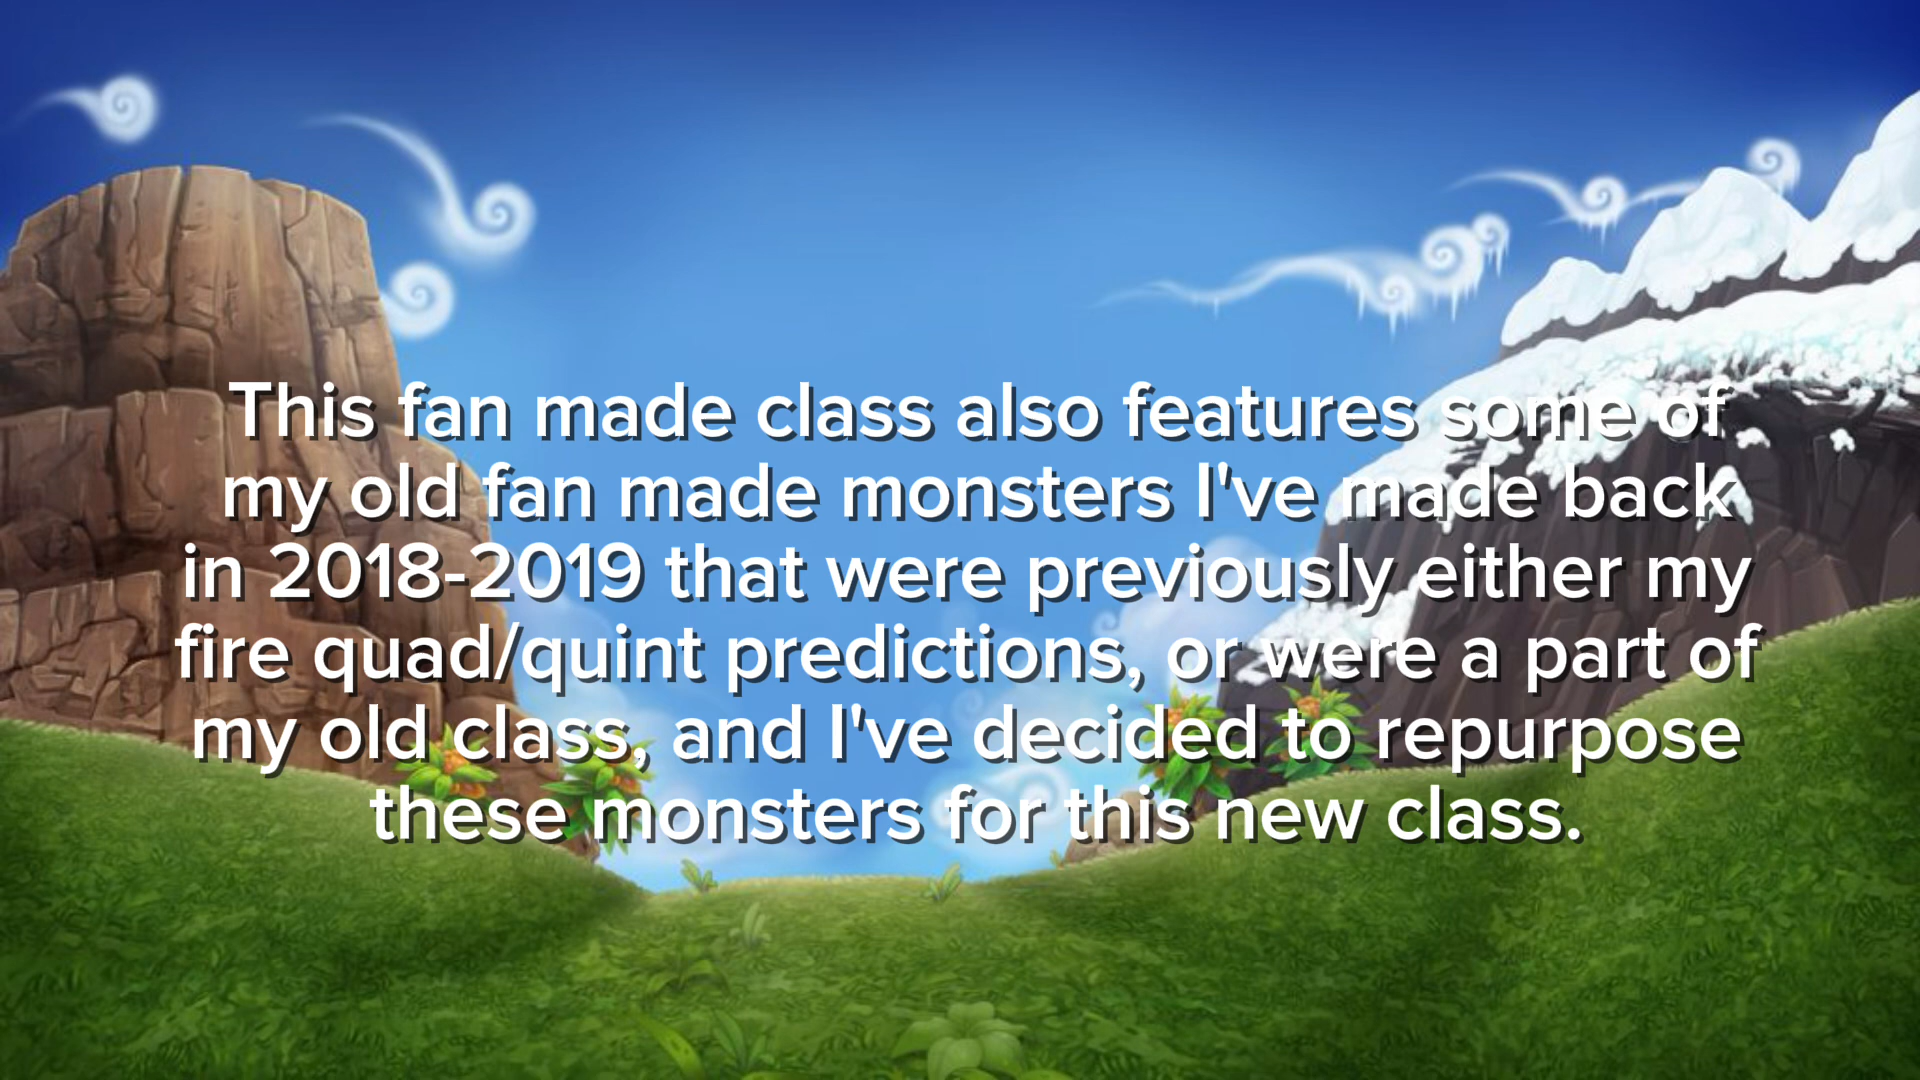 This fan made class also features some of
my old fan made monsters I've made back
in 2018-2019 that were previously either my
fire quad/quint predictions, or were a part of
my old class, and I've decided to repurpose
these monsters for this new class.